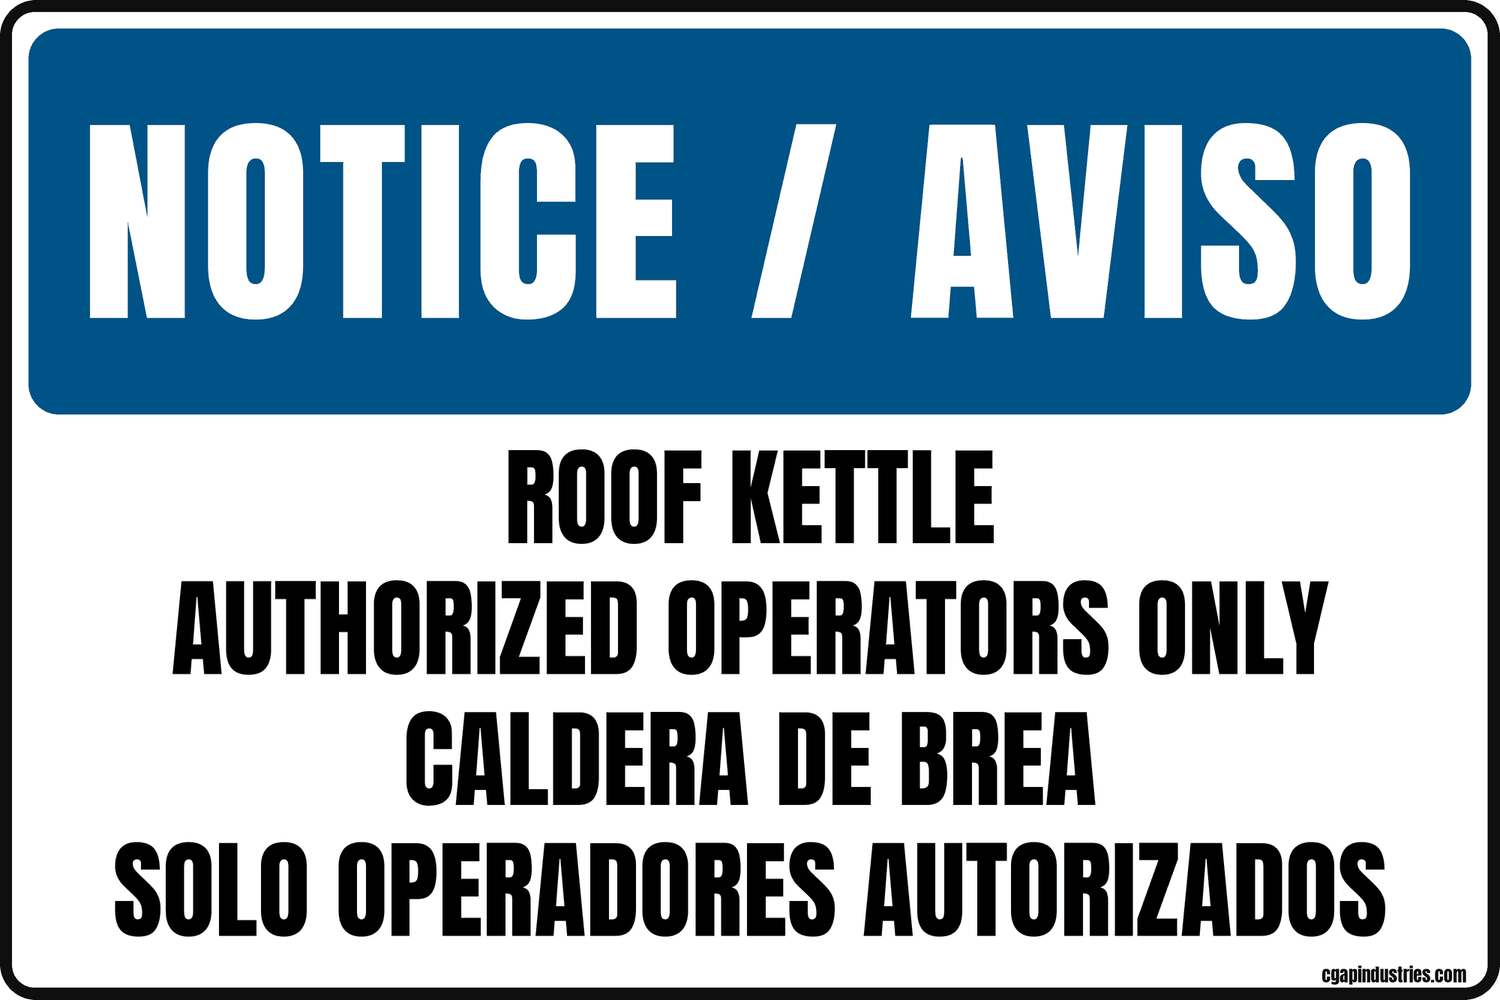 NOTICE / AVISO
ROOF KETTLE
AUTHORIZED OPERATORS ONLY
CALDERA DE BREA
SOLO OPERADORES AUTORIZADOS
cgapindustries.com